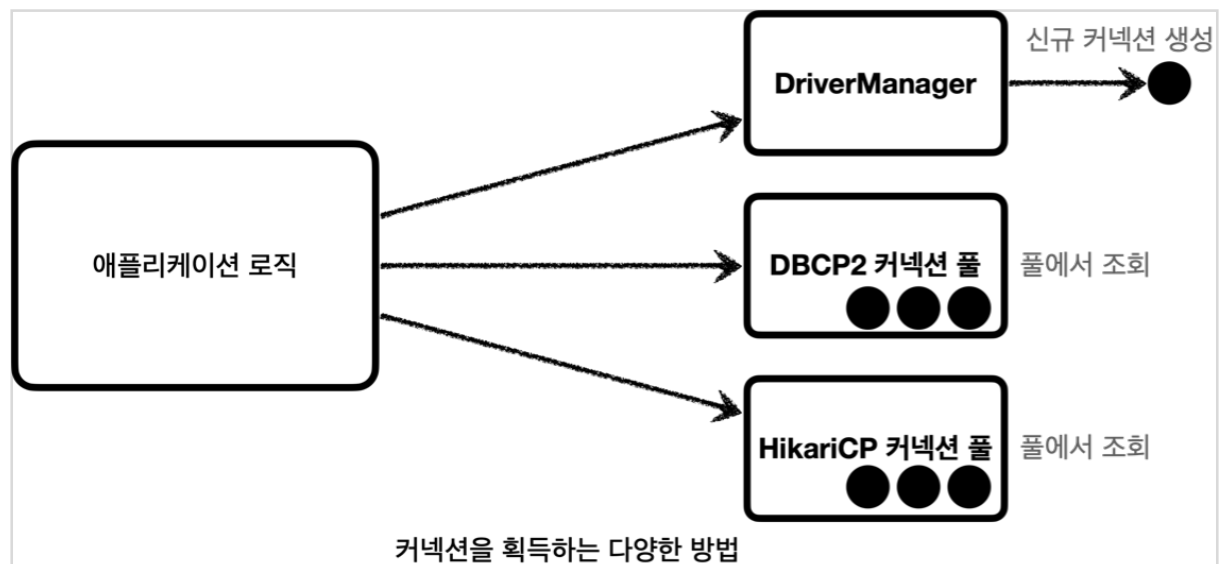 신규 커넥션 생성
DriverManager
애플리케이션 로직
DBCP2 커넥션 풀
풀에서 조회
HikariCP 커넥션 풀
풀에서 조회
커넥션을 획득하는 다양한 방법